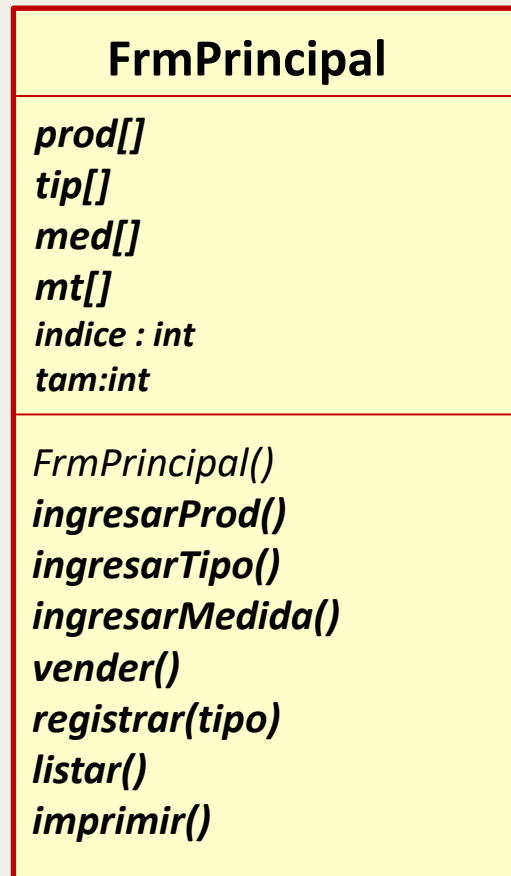 FrmPrincipal
prod[]
tip[]
med[]
mt[]
indice : int
tam:int
FrmPrincipal()
ingresarProd()
ingresarTipo()
ingresarMedida()
vender()
registrar(tipo)
listar()
imprimir()